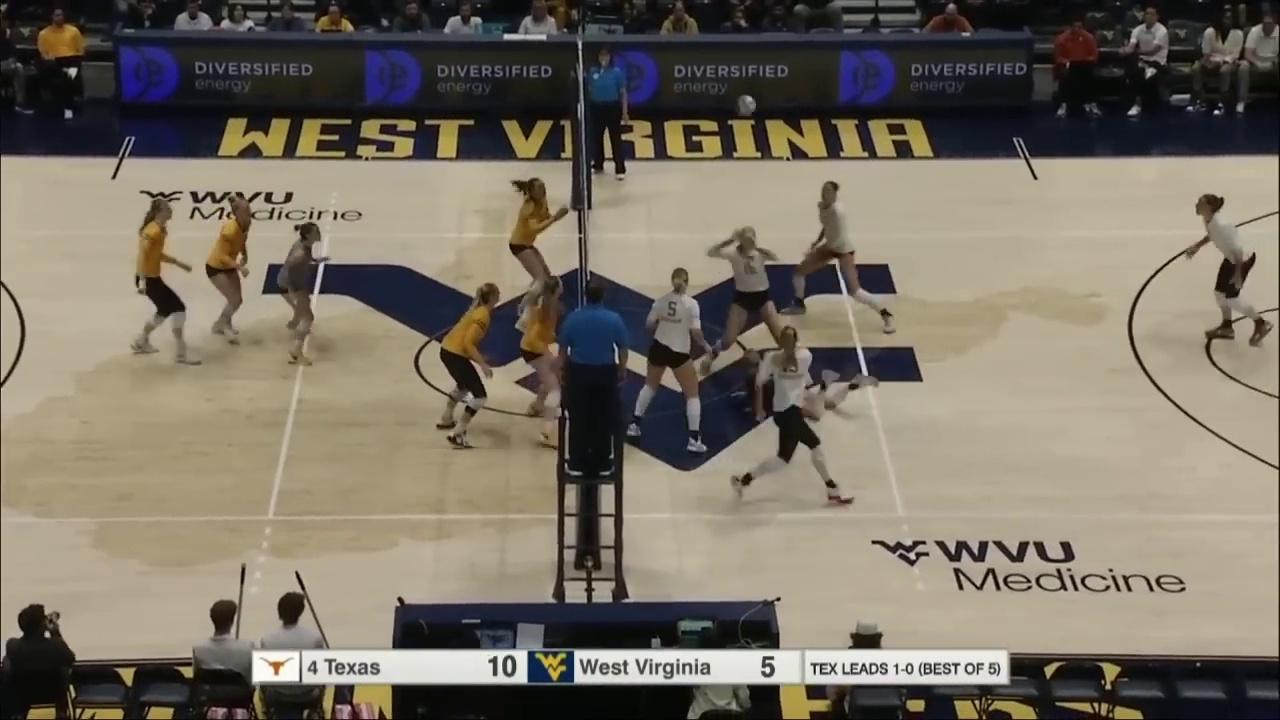 DIVERSIFIED energy
DIVERSIFIED energy
DIVERSIFIED energy
DIVERSIFIED energy
WEST VIRGINIA
WVU
Medicine
5
WVU
Medicine
4 Texas 10 West Virginia 5 TEX LEADS 1-0 (BEST OF 5)